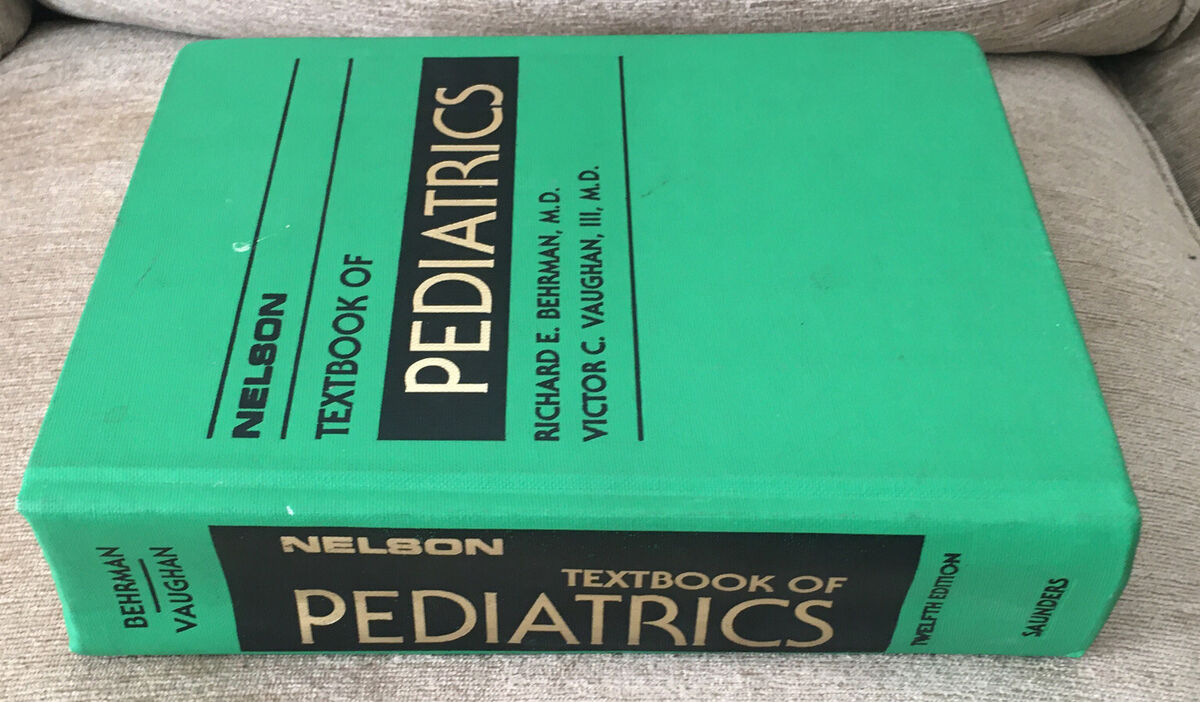 NELSON
TEXTBOOK OF
PEDIATRICS
RICHARD E. BEHRMAN, M.D.
VICTOR C. VAUGHAN, III, M.D.
BEHRMAN
VAUGHAN
NELSON
TEXTBOOK OF
PEDIATRICS
TWELFTH EDITION
SAUNDERS